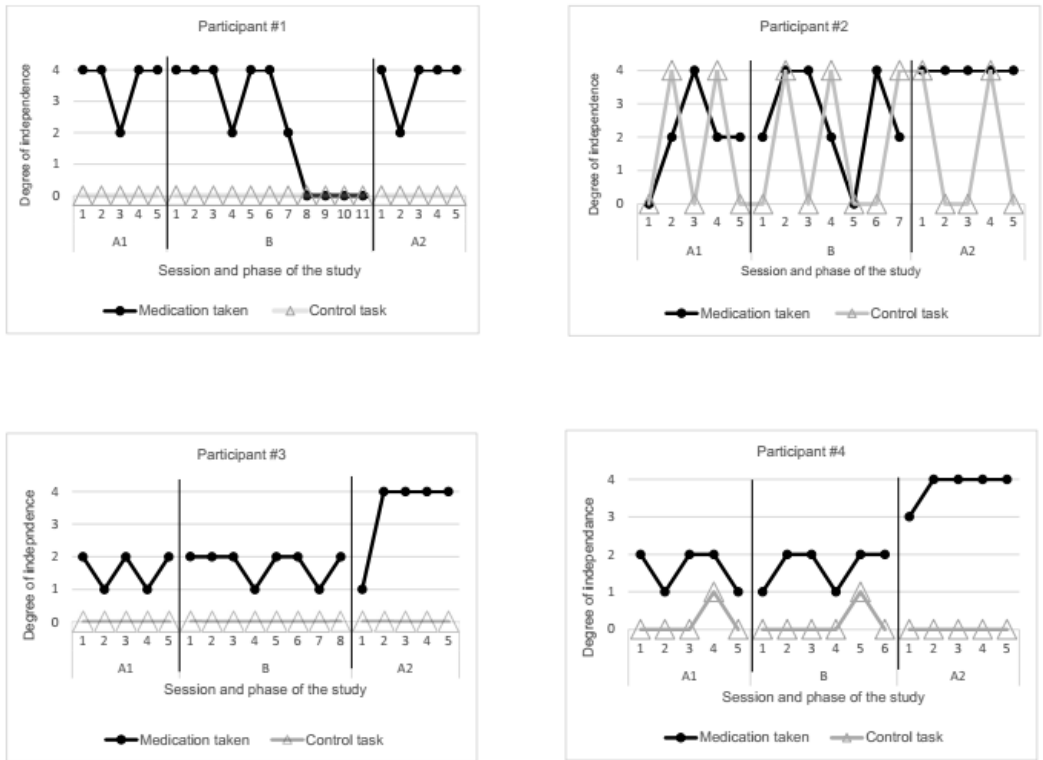 Participant #1
Degree of independence
4
3
2
1
0
1 2 3 4 5 1 2 3 4 5 6 7 8 9 10 11 1 2 3 4 5
A1 B A2
Session and phase of the study
Medication taken Control task
Participant #2
Degree of independence
4
3
2
1
0
1 2 3 4 5 1 2 3 4 5 6 7 1 2 3 4 5
A1 B A2
Session and phase of the study
Medication taken Control task
Participant #3
Degree of indepndence
4
3
2
1
0
1 2 3 4 5 1 2 3 4 5 6 7 8 1 2 3 4 5
A1 B A2
Session and phase of the study
Medication taken Control task
Participant #4
Degree of independance
4
3
2
1
0
1 2 3 4 5 1 2 3 4 5 6 1 2 3 4 5
A1 B A2
Session and phase of the study
Medication taken Control task